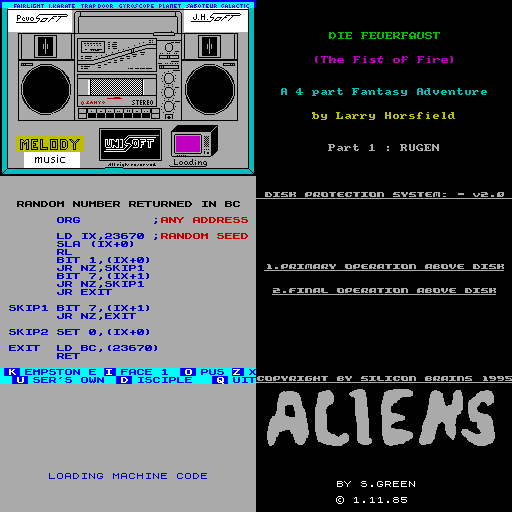 FAIRLIGHT I.KARATE TRAP DOOR GYROSCOPE PLANET SABOTEUR GALACTIC
Pevo SOFT
J.H. SOFT
SANYO
STEREO
MELODY
music
UNISOFT
All rights reserved
Loading
DIE FEUERFAUST
(The Fist of Fire)
A 4 part Fantasy Adventure
by Larry Horsfield
Part 1 : RUGEN
RANDOM NUMBER RETURNED IN BC
ORG ;ANY ADDRESS
LD IX,23670 ;RANDOM SEED
SLA (IX+0)
RL
BIT 1,(IX+0)
JR NZ,SKIP1
BIT 7,(IX+1)
JR NZ,SKIP2
JR EXIT
SKIP1 BIT 7,(IX+1)
JR NZ,EXIT
SKIP2 SET 0,(IX+0)
EXIT LD BC,(23670)
RET
DISK PROTECTION SYSTEM: - v2.0
1.PRIMARY OPERATION ABOVE DISK
2.FINAL OPERATION ABOVE DISK
COPYRIGHT BY SILICON BRAINS 1995
K EMPSTON E I FACE 1 O PUS Z X
U SER'S OWN D ISCIPLE Q UIT
LOADING MACHINE CODE
ALIENS
BY S.GREEN
© 1.11.85